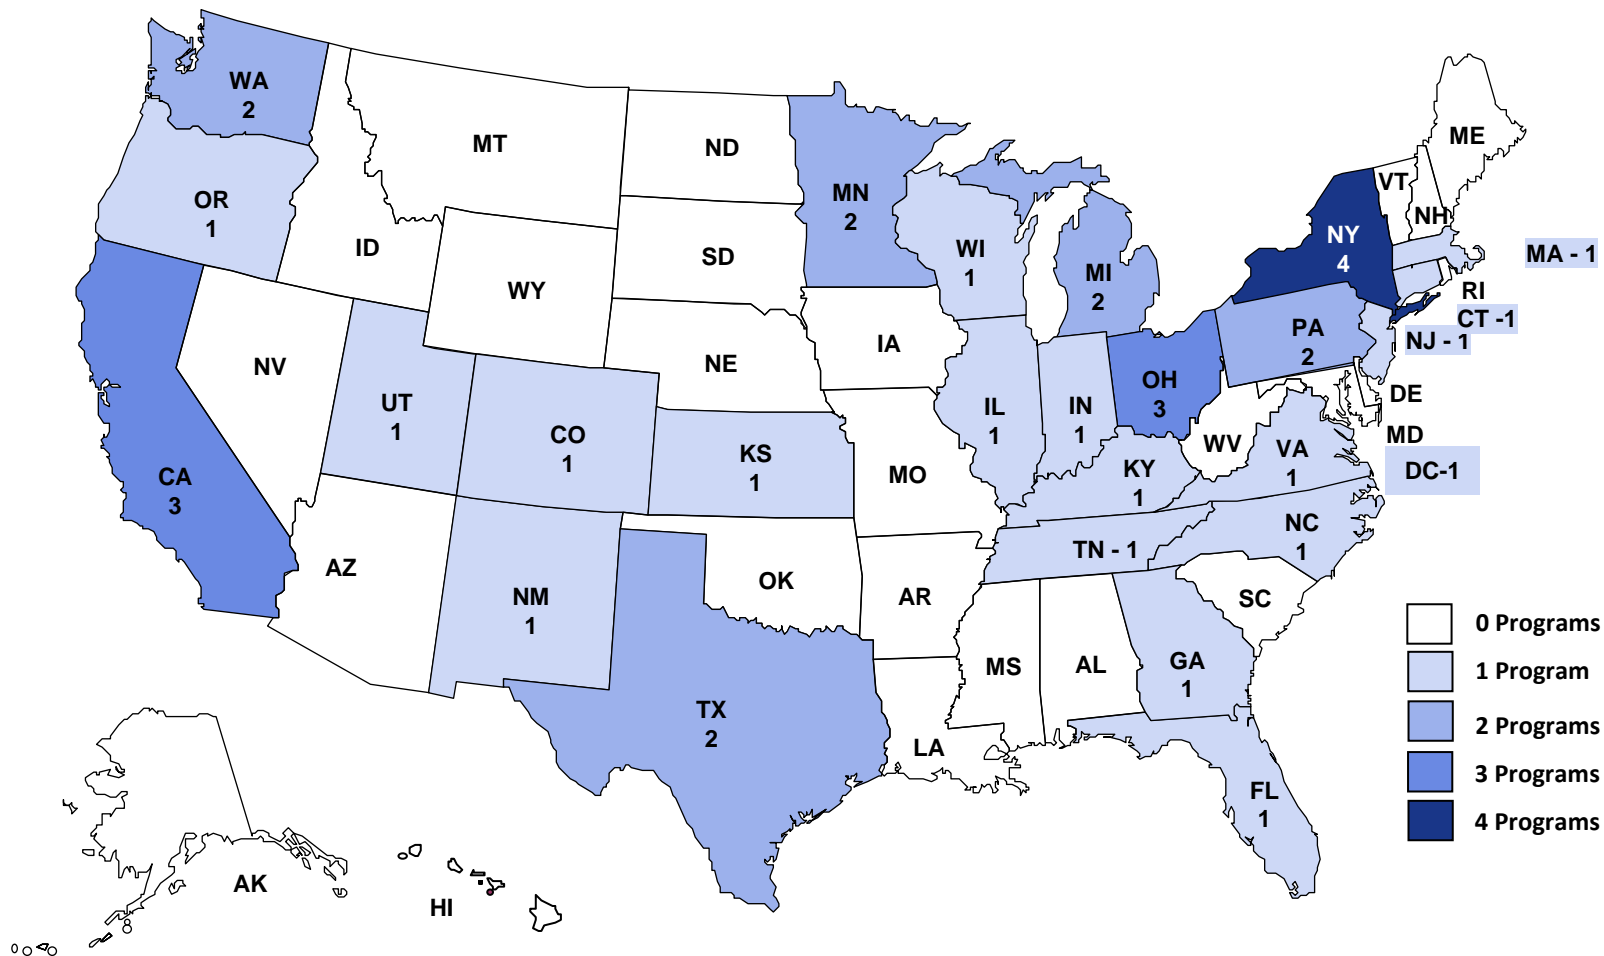 WA
2
OR
1
CA
3
NV
ID
MT
WY
UT
1
CO
1
AZ
NM
1
ND
SD
NE
KS
1
OK
TX
2
MN
2
IA
MO
AR
LA
WI
1
IL
1
MI
2
IN
1
OH
3
KY
1
TN - 1
MS
AL
GA
1
FL
1
SC
NC
1
VA
1
WV
PA
2
NY
4
VT
NH
ME
MA - 1
RI
CT -1
NJ - 1
DE
MD
DC-1
AK
HI
0 Programs
1 Program
2 Programs
3 Programs
4 Programs